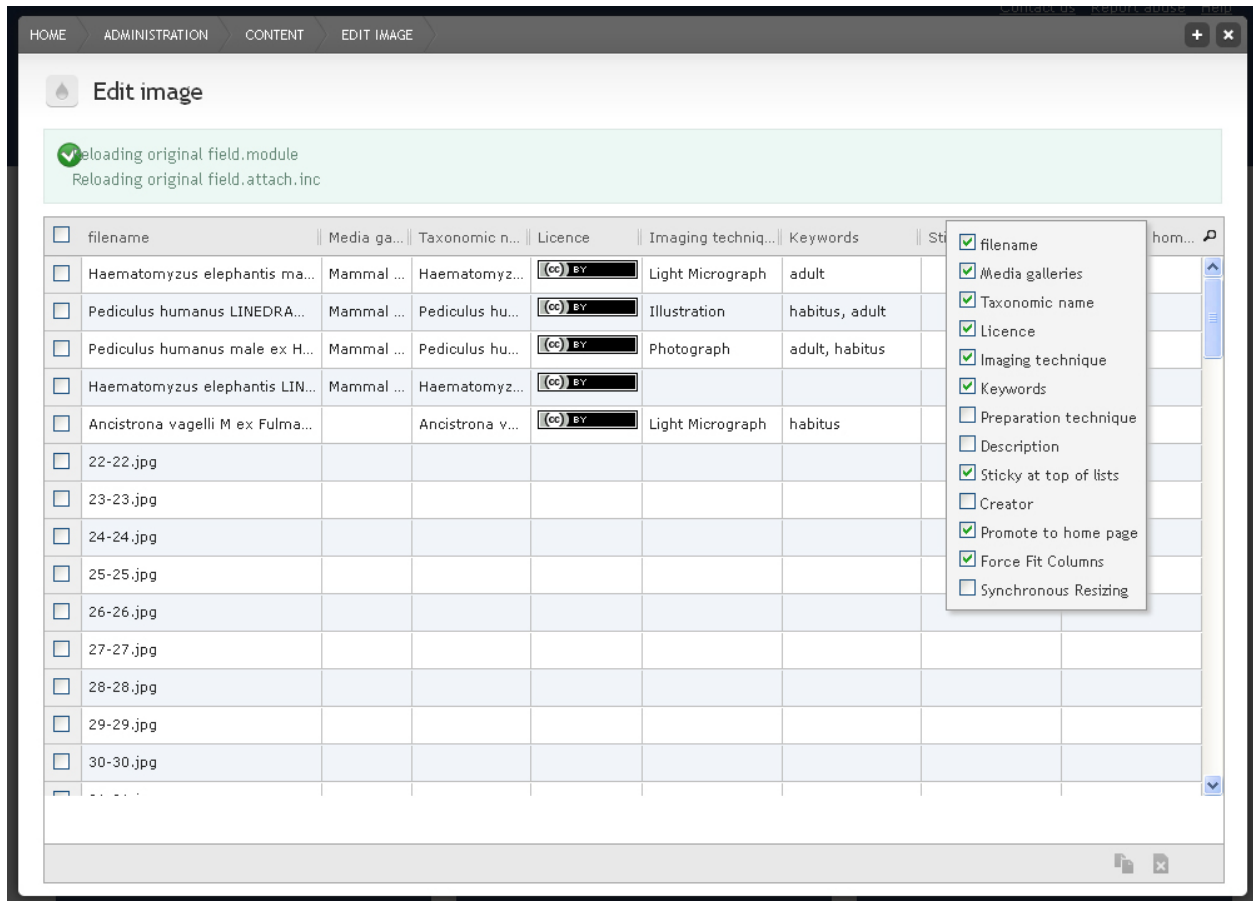 Contact us Report abuse Help
HOME ADMINISTRATION CONTENT EDIT IMAGE
Edit image
eloading original field.module
Reloading original field.attach.inc
filename Media ga... Taxonomic n... Licence Imaging techniq... Keywords Sti hom...
Haematomyzus elephantis ma... Mammal ... Haematomyz... (cc) BY Light Micrograph adult
Pediculus humanus LINEDRA... Mammal ... Pediculus hu... (cc) BY Illustration habitus, adult
Pediculus humanus male ex H... Mammal ... Pediculus hu... (cc) BY Photograph adult, habitus
Haematomyzus elephantis LIN... Mammal ... Haematomyz... (cc) BY
Ancistrona vagelli M ex Fulma... Ancistrona v... (cc) BY Light Micrograph habitus
22-22.jpg
23-23.jpg
24-24.jpg
25-25.jpg
26-26.jpg
27-27.jpg
28-28.jpg
29-29.jpg
30-30.jpg
filename
Media galleries
Taxonomic name
Licence
Imaging technique
Keywords
Preparation technique
Description
Sticky at top of lists
Creator
Promote to home page
Force Fit Columns
Synchronous Resizing